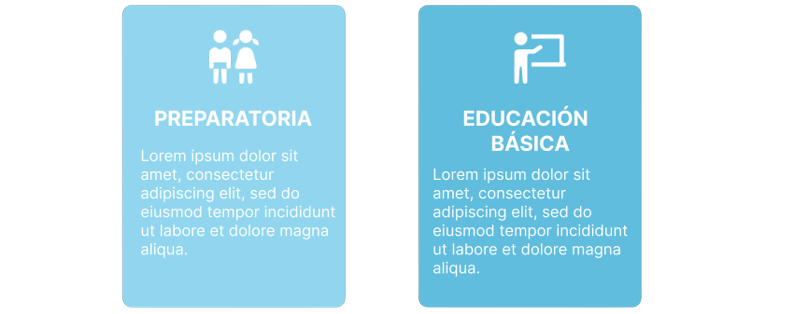 PREPARATORIA
Lorem ipsum dolor sit
amet, consectetur
adipiscing elit, sed do
eiusmod tempor incididunt
ut labore et dolore magna
aliqua.
EDUCACIÓN
BÁSICA
Lorem ipsum dolor sit
amet, consectetur
adipiscing elit, sed do
eiusmod tempor incididunt
ut labore et dolore magna
aliqua.